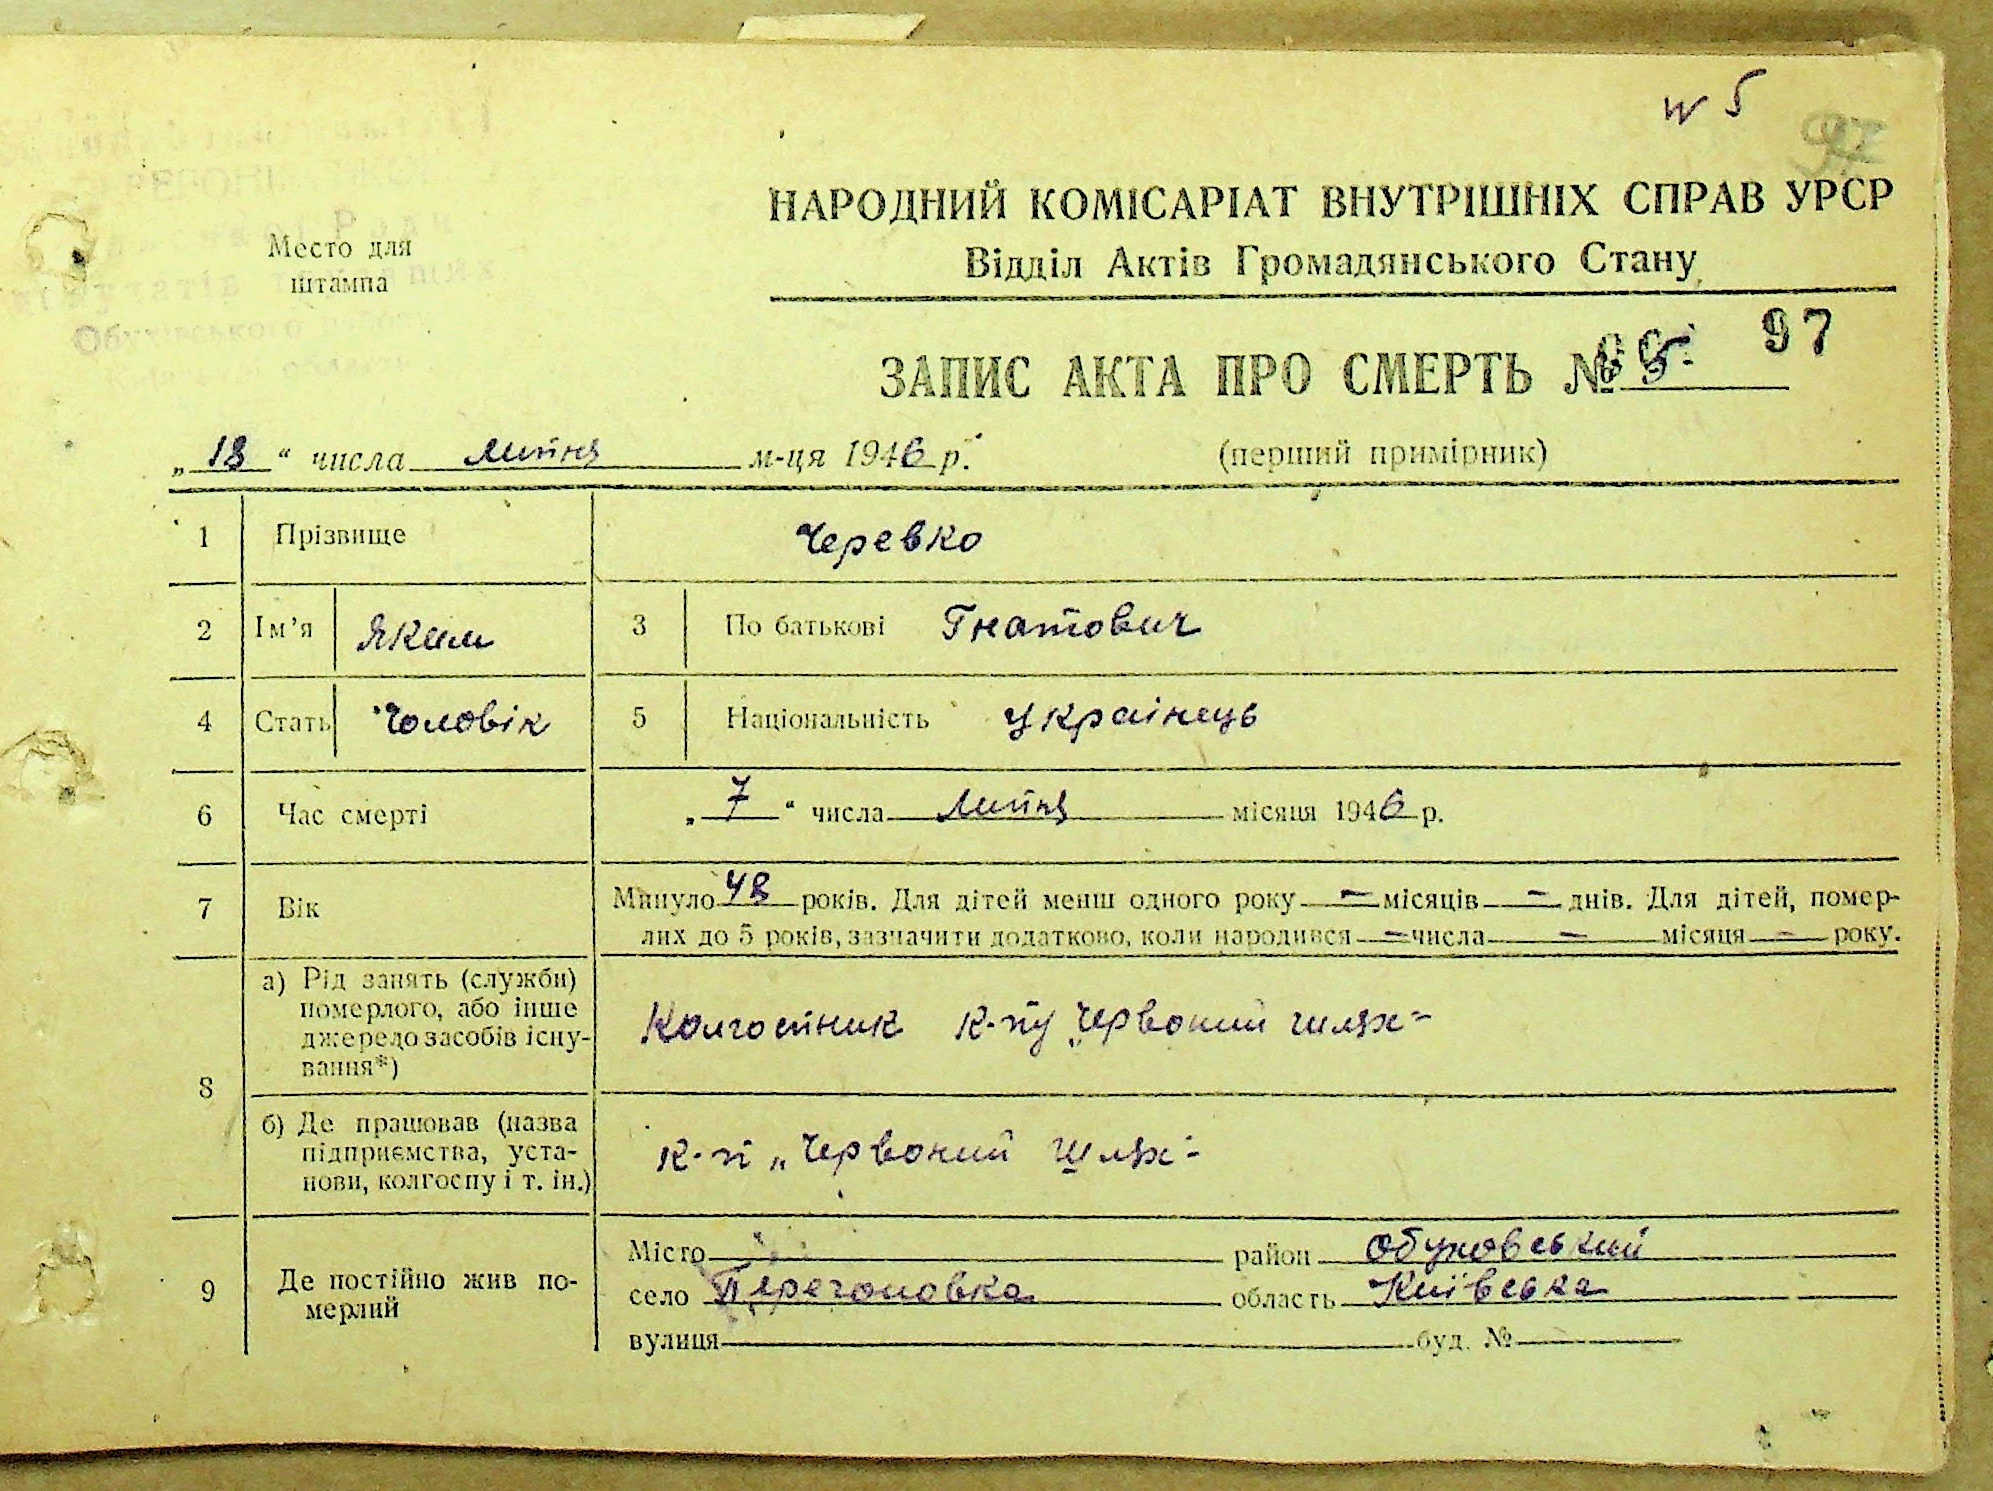 № 5
97
НАРОДНИЙ КОМІСАРІАТ ВНУТРІШНІХ СПРАВ УРСР
Відділ Актів Громадянського Стану
Место для
штампа
ЗАПИС АКТА ПРО СМЕРТЬ № 5 97
„18“ числа липня м-ця 1946 р.
(перший примірник)
1 Прізвище Черевко
2 Ім’я Яким 3 По батькові Гнатович
4 Стать Чоловік 5 Національність Українець
6 Час смерті „7“ числа Липня місяця 1946 р.
7 Вік Минуло 48 років. Для дітей менш одного року – місяців – днів. Для дітей, помер-
лих до 5 років, зазначити додатково, коли народився – числа – місяця – року.
8 а) Рід занять (служби)
померлого, або інше
джерело засобів існу-
вання*)
Колгоспник к-пу „Червоний шлях“
б) Де працював (назва
підприємства, уста-
нови, колгоспу і т. ін.)
к-п „Червоний Шлях“
9 Де постійно жив по-
мерлий
Місто район Обуховський
село Перегоновка область Київська
вулиця буд. №